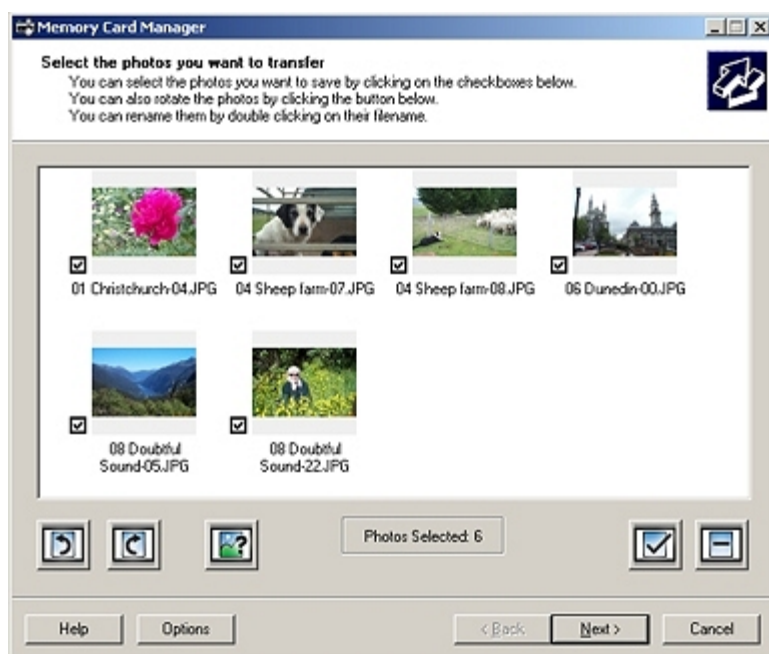 Memory Card Manager
Select the photos you want to transfer
You can select the photos you want to save by clicking on the checkboxes below.
You can also rotate the photos by clicking the button below.
You can rename them by double clicking on their filename.
01 Christchurch-04.JPG
04 Sheep farm-07.JPG
04 Sheep farm-08.JPG
06 Dunedin-00.JPG
08 Doubtful
Sound-05.JPG
08 Doubtful
Sound-22.JPG
?
Photos Selected: 6
Help
Options
< Back
Next >
Cancel